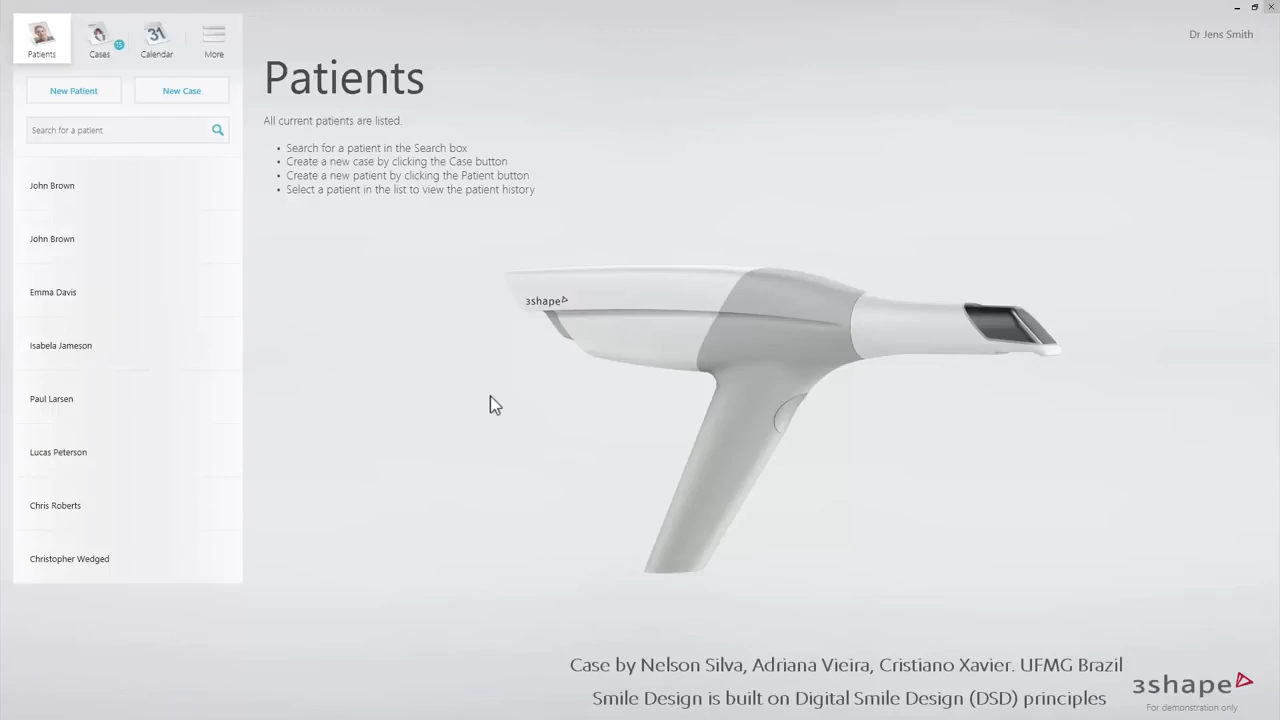 Dr Jens Smith
Patients
Cases
15
31
Calendar
More
New Patient
New Case
Search for a patient
John Brown
John Brown
Emma Davis
Isabela Jameson
Paul Larsen
Lucas Peterson
Chris Roberts
Christopher Wedged
Patients
All current patients are listed.
• Search for a patient in the Search box
• Create a new case by clicking the Case button
• Create a new patient by clicking the Patient button
• Select a patient in the list to view the patient history
3shape
Case by Nelson Silva, Adriana Vieira, Cristiano Xavier. UFMG Brazil
Smile Design is built on Digital Smile Design (DSD) principles
3shape
For demonstration only